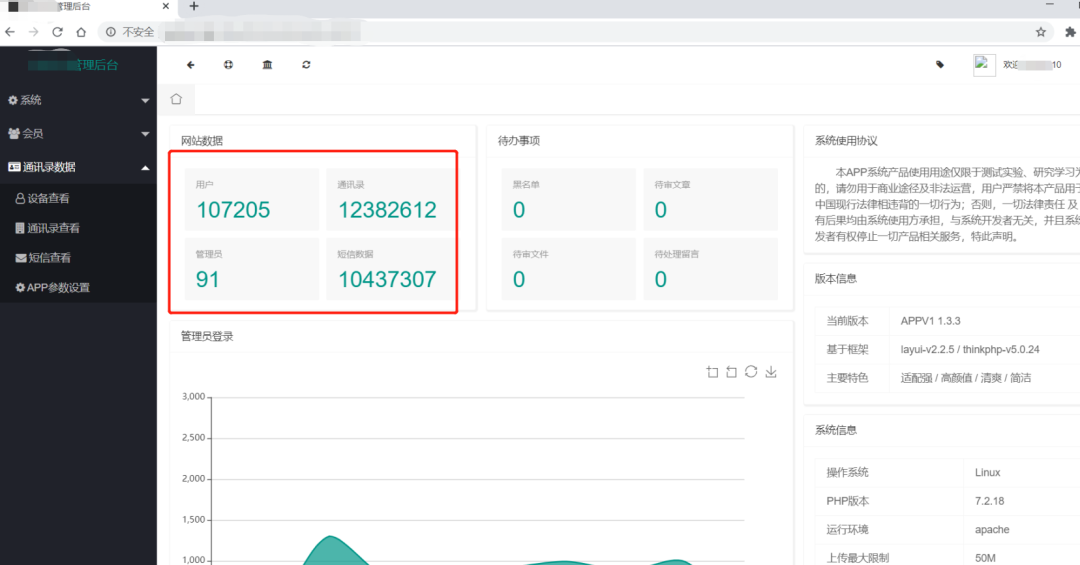 管理后台
不安全
管理后台
10
系统
会员
通讯录数据
设备查看
通讯录查看
短信查看
APP参数设置
网站数据
用户
107205
通讯录
12382612
管理员
91
短信数据
10437307
待办事项
黑名单
0
待审文章
0
待审文件
0
待处理留言
0
管理员登录
3,000
2,500
2,000
1,500
1,000
系统使用协议
本APP系统产品使用用途仅限于测试实验、研究学习为
的，请勿用于商业途径及非法运营，用户严禁将本产品用于
中国现行法律相违背的一切行为；否则，一切法律责任 及
有后果均由系统使用方承担，与系统开发者无关，并且系统
发者有权停止一切产品相关服务，特此声明。
版本信息
当前版本 APPV1 1.3.3
基于框架 layui-v2.2.5 / thinkphp-v5.0.24
主要特色 适配强 / 高颜值 / 清爽 / 简洁
系统信息
操作系统 Linux
PHP版本 7.2.18
运行环境 apache
上传最大限制 50M